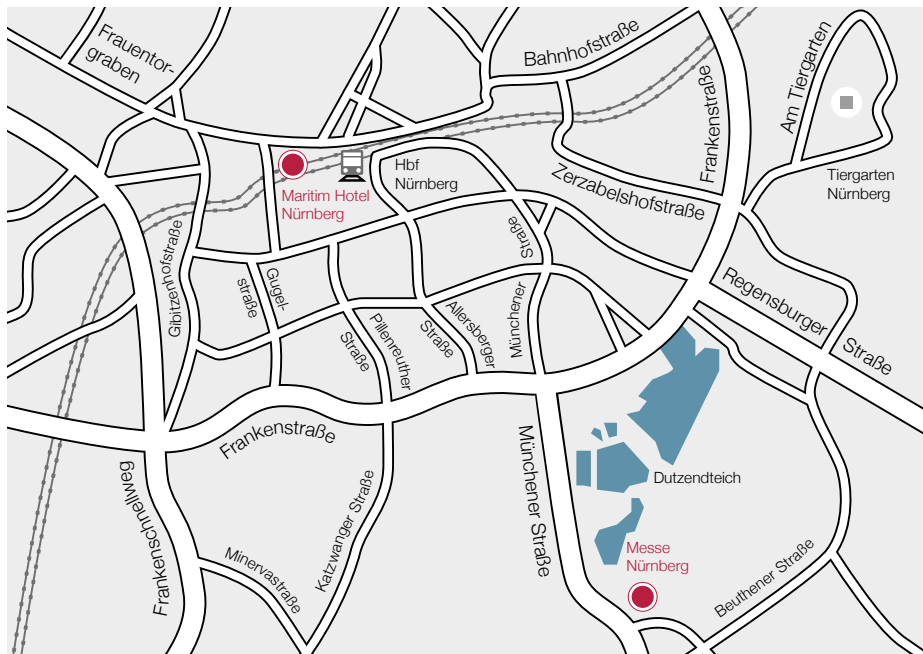 Frauentor-
graben
Bahnhofstraße
Frankenstraße
Am Tiergarten
Tiergarten
Nürnberg
Hbf
Nürnberg
Maritim Hotel
Nürnberg
Zerzabelshofstraße
Gibitzenhofstraße
Gugel-
straße
Pillenreuther
Straße
Allersberger
Straße
Münchener
Straße
Regensburger
Straße
Frankenstraße
Frankenschnellweg
Minervastraße
Katzwanger Straße
Münchener Straße
Dutzendteich
Messe
Nürnberg
Beuthener Straße